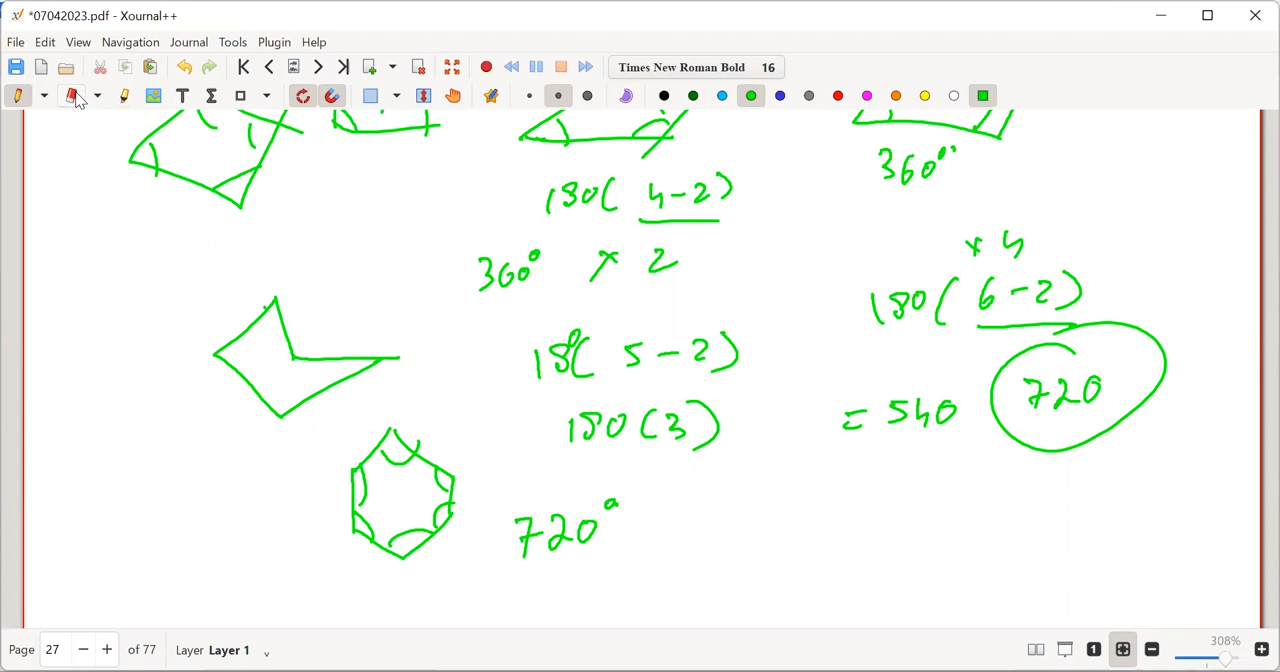 *07042023.pdf - Xournal++
File Edit View Navigation Journal Tools Plugin Help
Times New Roman Bold 16
180( 4-2)
360°
360° × 2
× 4
180( 6-2)
180( 5-2)
720
180(3)
= 540
720°
Page 27 of 77 Layer Layer 1
308%